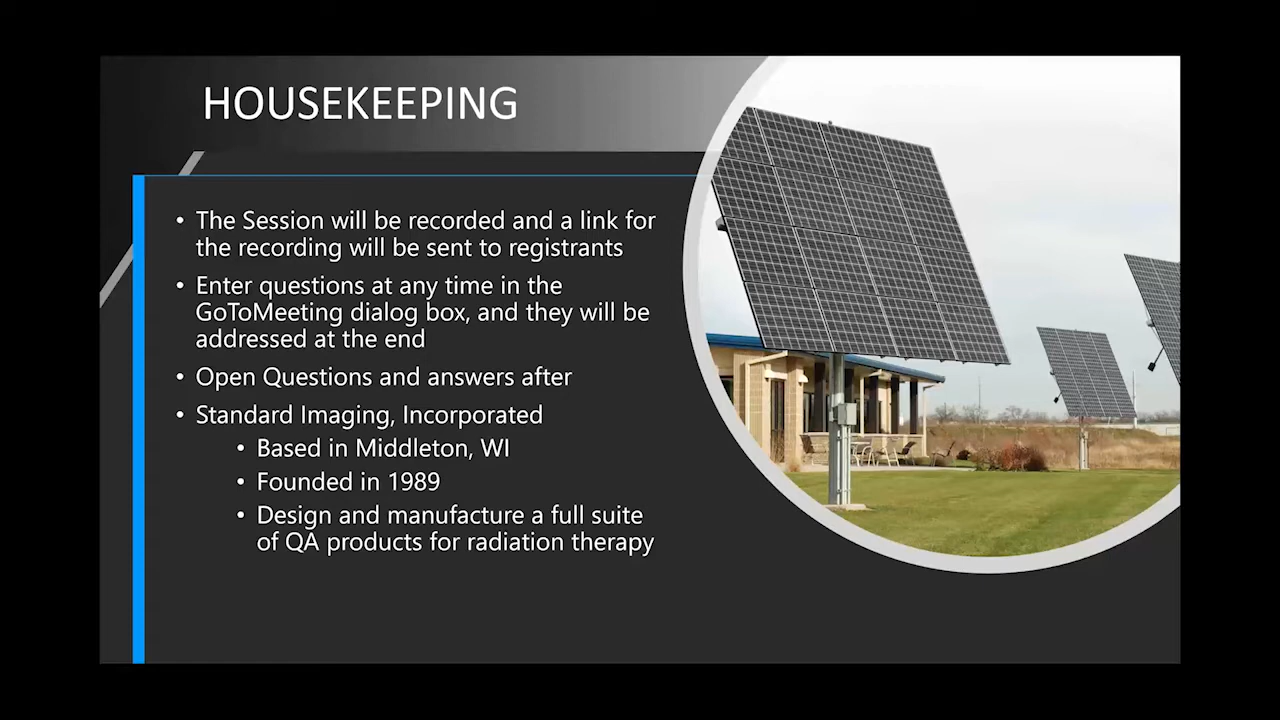 HOUSEKEEPING
• The Session will be recorded and a link for
the recording will be sent to registrants
• Enter questions at any time in the
GoToMeeting dialog box, and they will be
addressed at the end
• Open Questions and answers after
• Standard Imaging, Incorporated
• Based in Middleton, WI
• Founded in 1989
• Design and manufacture a full suite
of QA products for radiation therapy